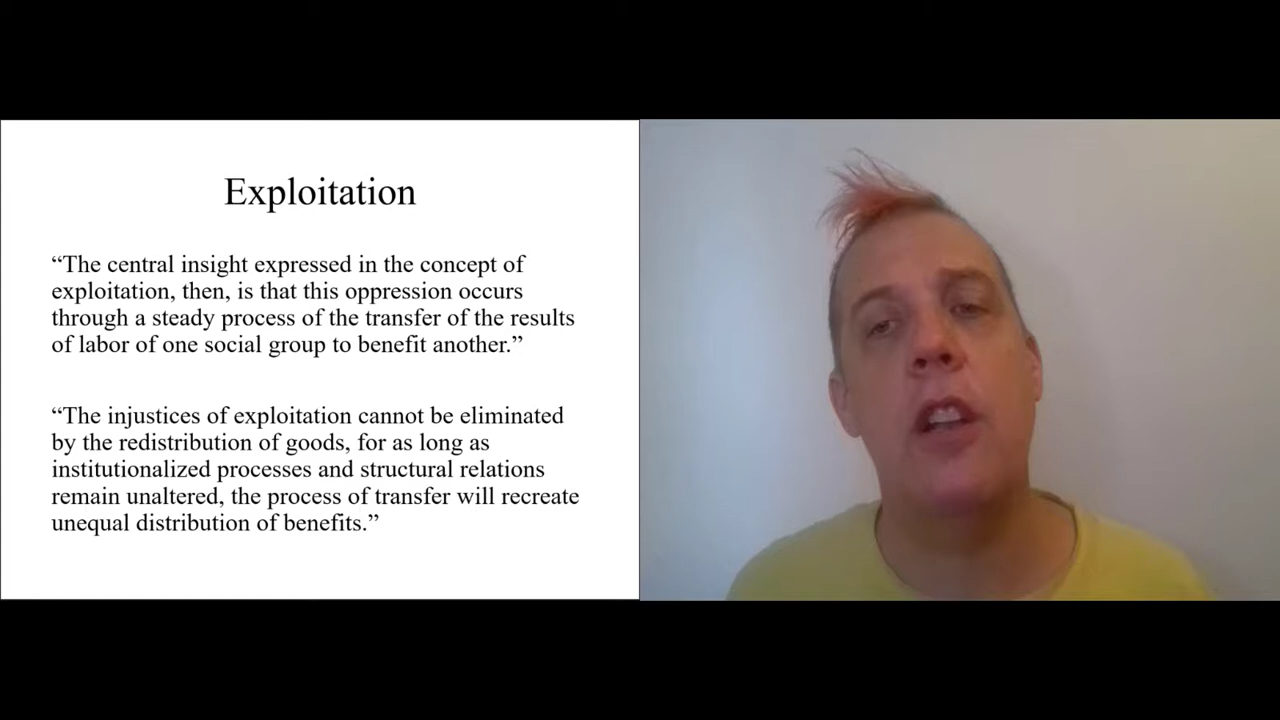 Exploitation
“The central insight expressed in the concept of
exploitation, then, is that this oppression occurs
through a steady process of the transfer of the results
of labor of one social group to benefit another.”
“The injustices of exploitation cannot be eliminated
by the redistribution of goods, for as long as
institutionalized processes and structural relations
remain unaltered, the process of transfer will recreate
unequal distribution of benefits.”